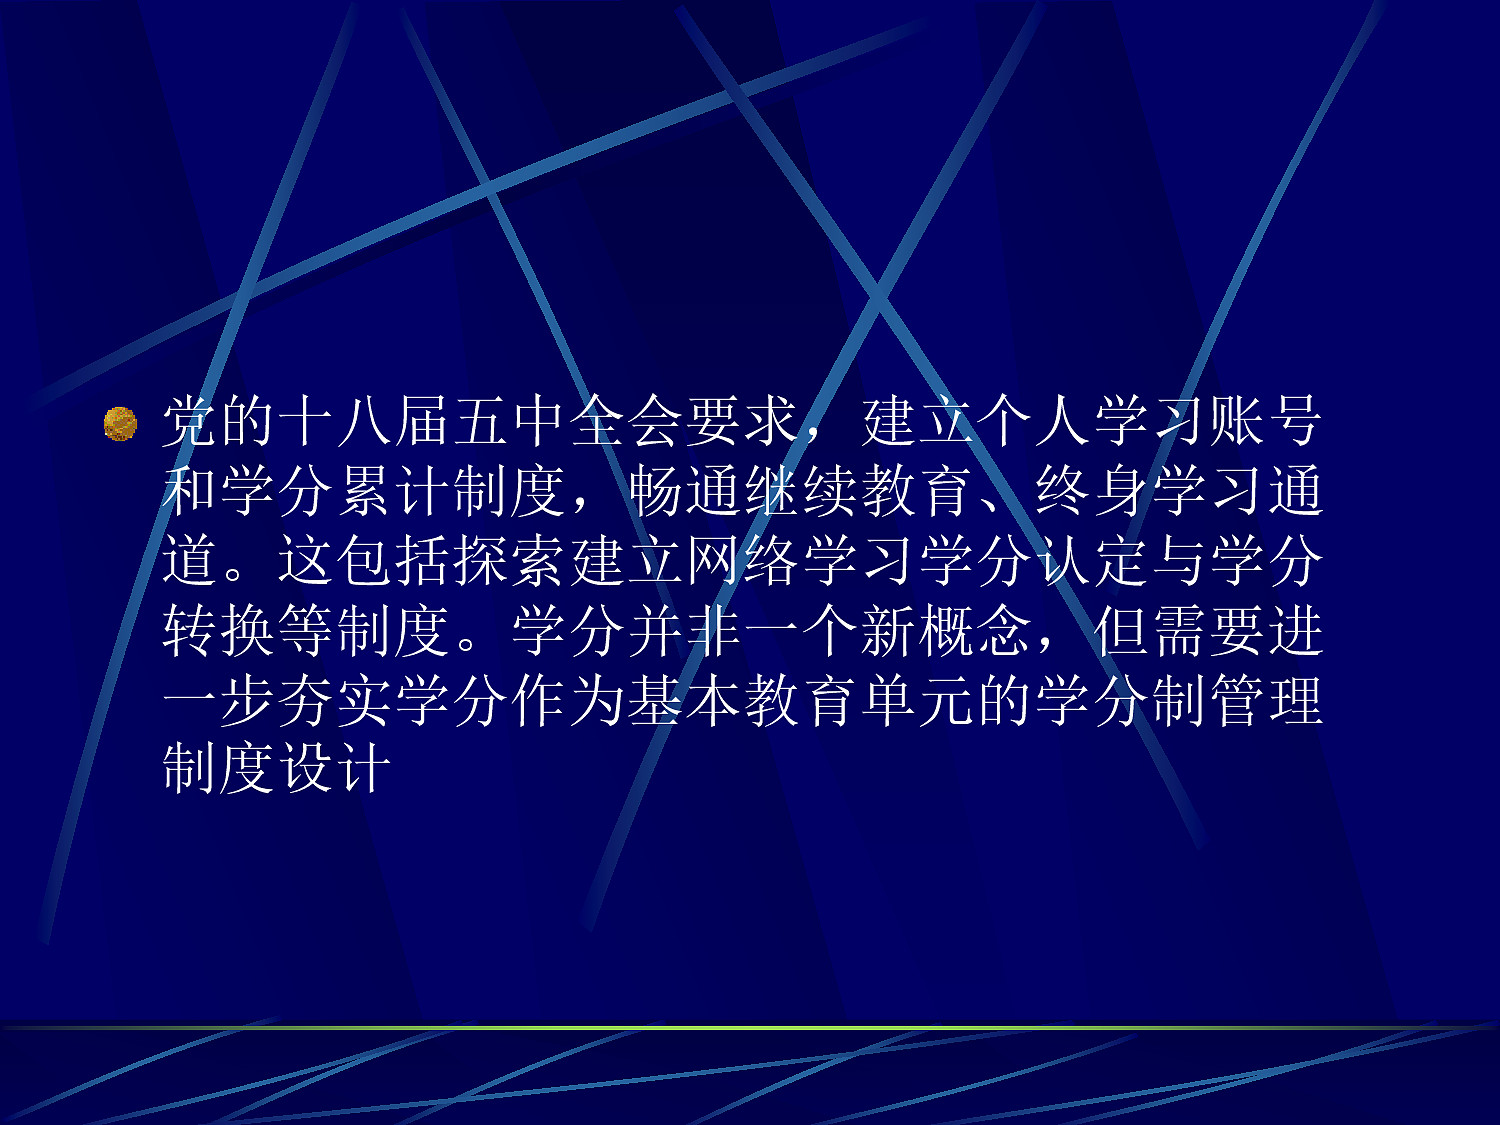 党的十八届五中全会要求，建立个人学习账号
和学分累计制度，畅通继续教育、终身学习通
道。这包括探索建立网络学习学分认定与学分
转换等制度。学分并非一个新概念，但需要进
一步夯实学分作为基本教育单元的学分制管理
制度设计